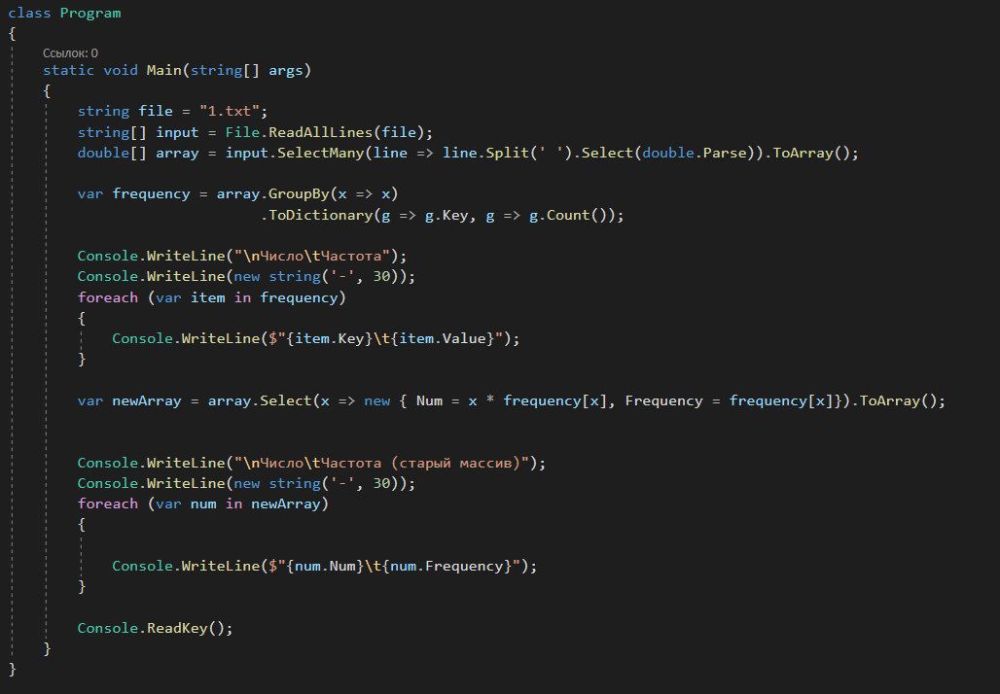 class Program
{
Ссылок: 0
static void Main(string[] args)
{
string file = "1.txt";
string[] input = File.ReadAllLines(file);
double[] array = input.SelectMany(line => line.Split(' ').Select(double.Parse)).ToArray();
var frequency = array.GroupBy(x => x)
.ToDictionary(g => g.Key, g => g.Count());
Console.WriteLine("\nЧисло\tЧастота");
Console.WriteLine(new string('-', 30));
foreach (var item in frequency)
{
Console.WriteLine($"{item.Key}\t{item.Value}");
}
var newArray = array.Select(x => new { Num = x * frequency[x], Frequency = frequency[x]}).ToArray();
Console.WriteLine("\nЧисло\tЧастота (старый массив)");
Console.WriteLine(new string('-', 30));
foreach (var num in newArray)
{
Console.WriteLine($"{num.Num}\t{num.Frequency}");
}
Console.ReadKey();
}
}